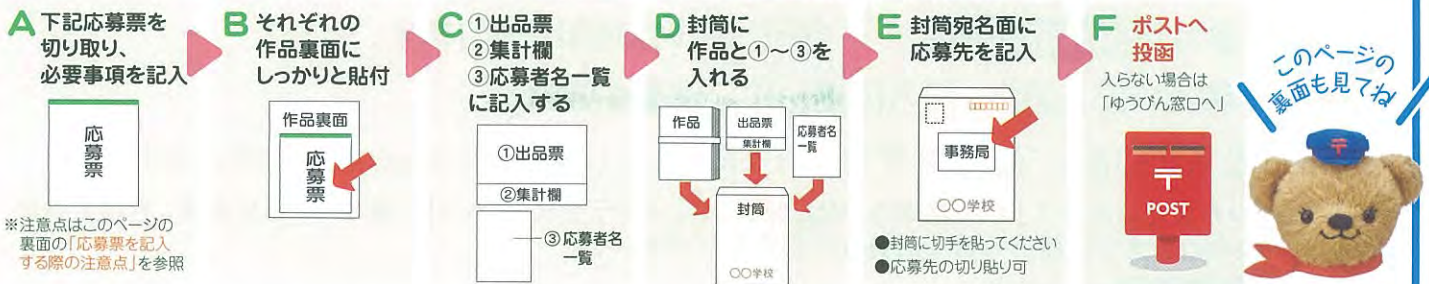 A 下記応募票を
切り取り、
必要事項を記入
応募票
※注意点はこのページの
裏面の「応募票を記入
する際の注意点」を参照
B それぞれの
作品裏面に
しっかりと貼付
作品裏面
応募票
C ①出品票
②集計欄
③応募者名一覧
に記入する
①出品票
②集計欄
③応募者名
一覧
D 封筒に
作品と①〜③を
入れる
作品
出品票
集計欄
応募者名
一覧
封筒
〇〇学校
E 封筒宛名面に
応募先を記入
事務局
〇〇学校
●封筒に切手を貼ってください
●応募先の切り貼り可
F ポストへ
投函
入らない場合は
「ゆうびん窓口へ」
〒
POST
このページの
裏面も見てね
〒